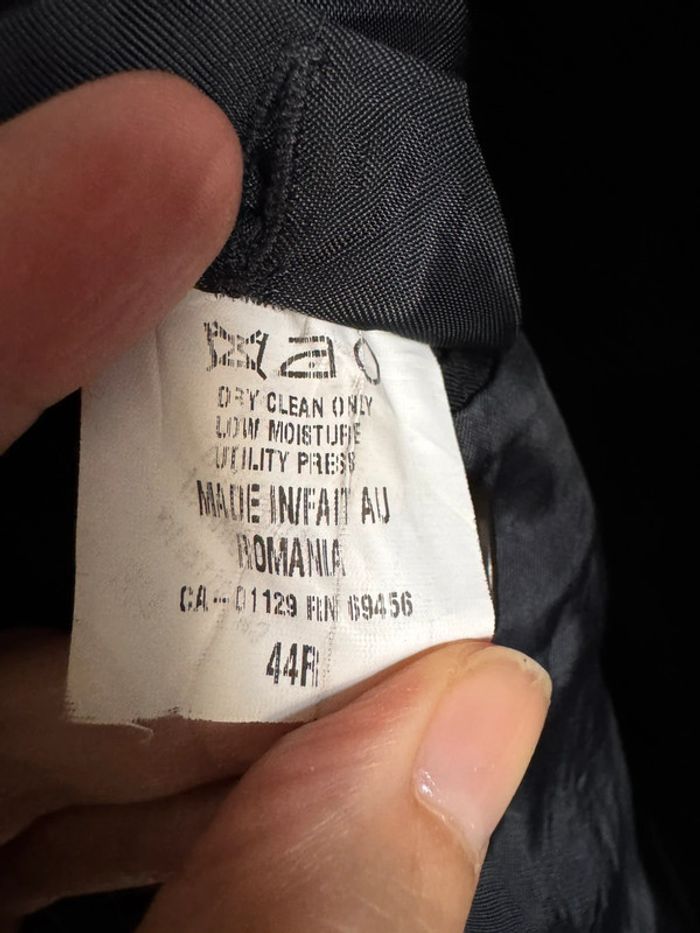 DRY CLEAN ONLY
LOW MOISTURE
UTILITY PRESS
MADE IN/FAIT AU
ROMANIA
CA-01129 RN 69456
44R